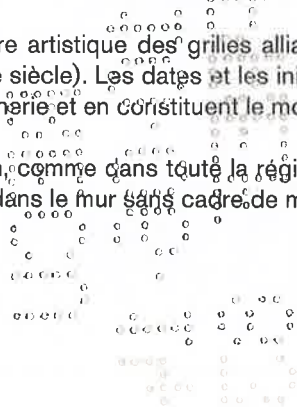 re artistique des grilles allia
e siècle). Les dates et les ini
nerie et en constituent le mo
, comme dans toute la régi
dans le mur sans cadre de m